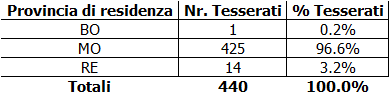 Provincia di residenza Nr. Tesserati % Tesserati
BO 1 0.2%
MO 425 96.6%
RE 14 3.2%
Totali 440 100.0%